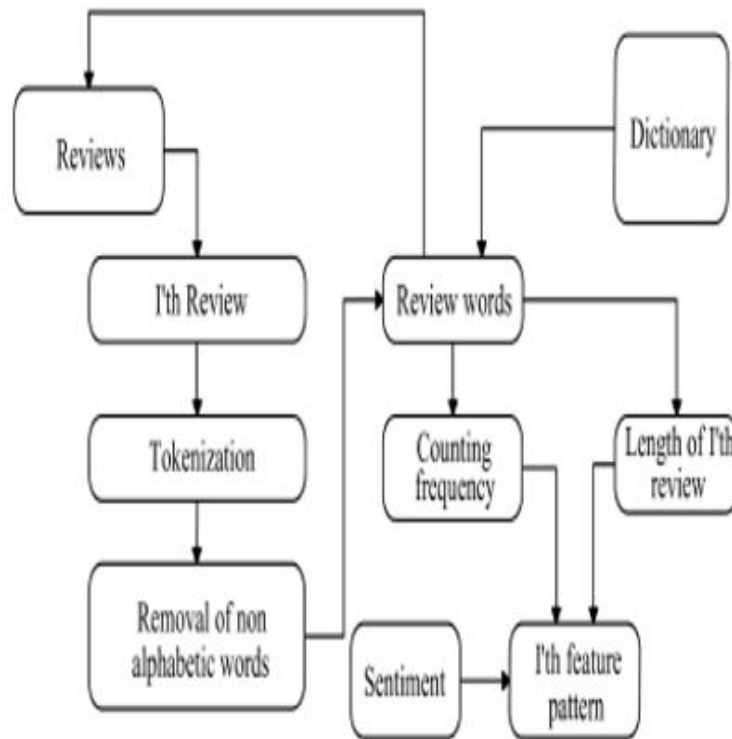 Reviews
Dictionary
I'th Review
Review words
Tokenization
Counting
frequency
Length of I'th
review
Removal of non
alphabetic words
Sentiment
I'th feature
pattern